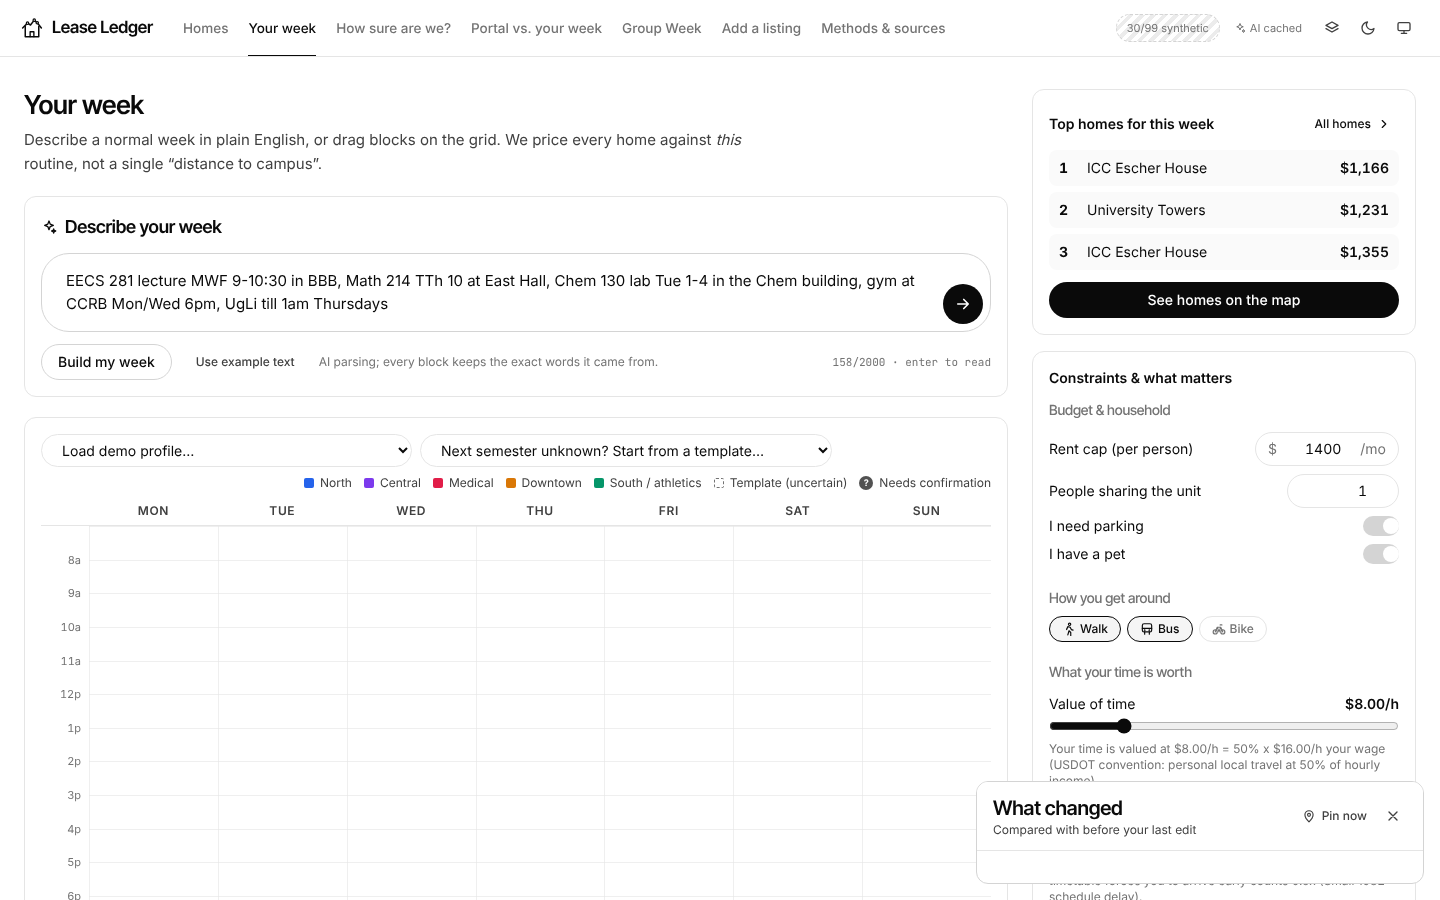 Lease Ledger
Homes
Your week
How sure are we?
Portal vs. your week
Group Week
Add a listing
Methods & sources
30/99 synthetic
AI cached
Your week
Describe a normal week in plain English, or drag blocks on the grid. We price every home against this
routine, not a single “distance to campus”.
Describe your week
EECS 281 lecture MWF 9-10:30 in BBB, Math 214 TTh 10 at East Hall, Chem 130 lab Tue 1-4 in the Chem building, gym at
CCRB Mon/Wed 6pm, UgLi till 1am Thursdays
Build my week
Use example text
AI parsing; every block keeps the exact words it came from.
158/2000 · enter to read
Load demo profile...
Next semester unknown? Start from a template...
North
Central
Medical
Downtown
South / athletics
Template (uncertain)
? Needs confirmation
MON TUE WED THU FRI SAT SUN
8a
9a
10a
11a
12p
1p
2p
3p
4p
5p
6p
Top homes for this week
All homes
1 ICC Escher House $1,166
2 University Towers $1,231
3 ICC Escher House $1,355
See homes on the map
Constraints & what matters
Budget & household
Rent cap (per person) $ 1400 /mo
People sharing the unit 1
I need parking
I have a pet
How you get around
Walk
Bus
Bike
What your time is worth
Value of time $8.00/h
Your time is valued at $8.00/h = 50% x $16.00/h your wage
(USDOT convention: personal local travel at 50% of hourly
income)
What changed
Compared with before your last edit
Pin now
schedule delay).